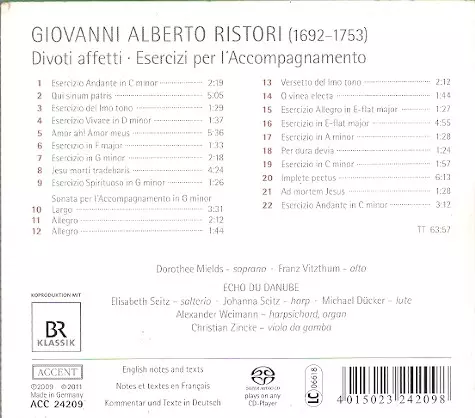 GIOVANNI ALBERTO RISTORI (1692–1753)
Divoti affetti · Esercizi per l'Accompagnamento
1 Esercizio Andante in C minor 2:19
2 Qui sinum patris 5:05
3 Esercizio del Imo tono 1:29
4 Esercizio Vivace in D minor 1:37
5 Amor ah! Amor meus 5:36
6 Esercizio in F major 1:33
7 Esercizio in G minor 2:18
8 Jesu morti tradebaris 4:24
9 Esercizio Spirituoso in G minor 1:26
Sonata per l'Accompagnamento in G minor
10 Largo 3:31
11 Allegro 2:12
12 Allegro 1:44
13 Versetto del Imo tono 2:12
14 O vinea electa 1:44
15 Esercizio Allegro in E-flat major 1:27
16 Esercizio in E-flat major 4:55
17 Esercizio in A minor 1:28
18 Per dura devia 1:24
19 Esercizio in C minor 1:57
20 Implete pectus 6:13
21 Ad mortem Jesus 1:28
22 Esercizio Andante in C minor 3:12
TT 63:57
Dorothee Mields – soprano · Franz Vitzthum – alto
ECHO DU DANUBE
Elisabeth Seitz – salterio · Johanna Seitz – harp · Michael Dücker – lute
Alexander Weimann – harpsichord, organ
Christian Zincke – viola da gamba
KOPRODUKTION MIT
BR
KLASSIK
ACCENT
©2009 ℗2011
Made in Germany
ACC 24209
English notes and texts
Notes et textes en Français
Kommentar und Texte in Deutsch
SUPER AUDIO CD
plays on any
CD-Player
LC 06618
4 015023 242098